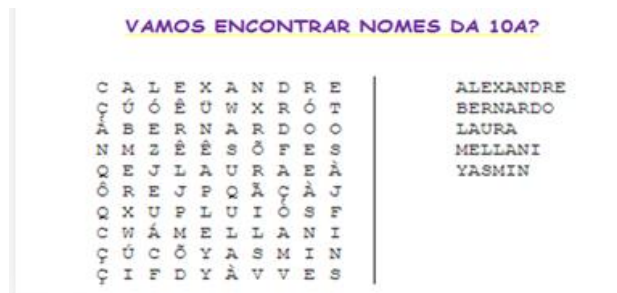 VAMOS ENCONTRAR NOMES DA 10A?
C A L E X A N D R E
Ç Ú Ó Ê Ü W X R Ó T
À B E R N A R D O O
N M Z Ê Ê S Õ F E S
Q E J L A U R A E À
Ô R E J P Q Ã Ç À J
Q X U P L U I Ó S F
C W Á M E L L A N I
Ç Ú C Õ Y A S M I N
Ç I F D Y À V V E S
ALEXANDRE
BERNARDO
LAURA
MELLANI
YASMIN